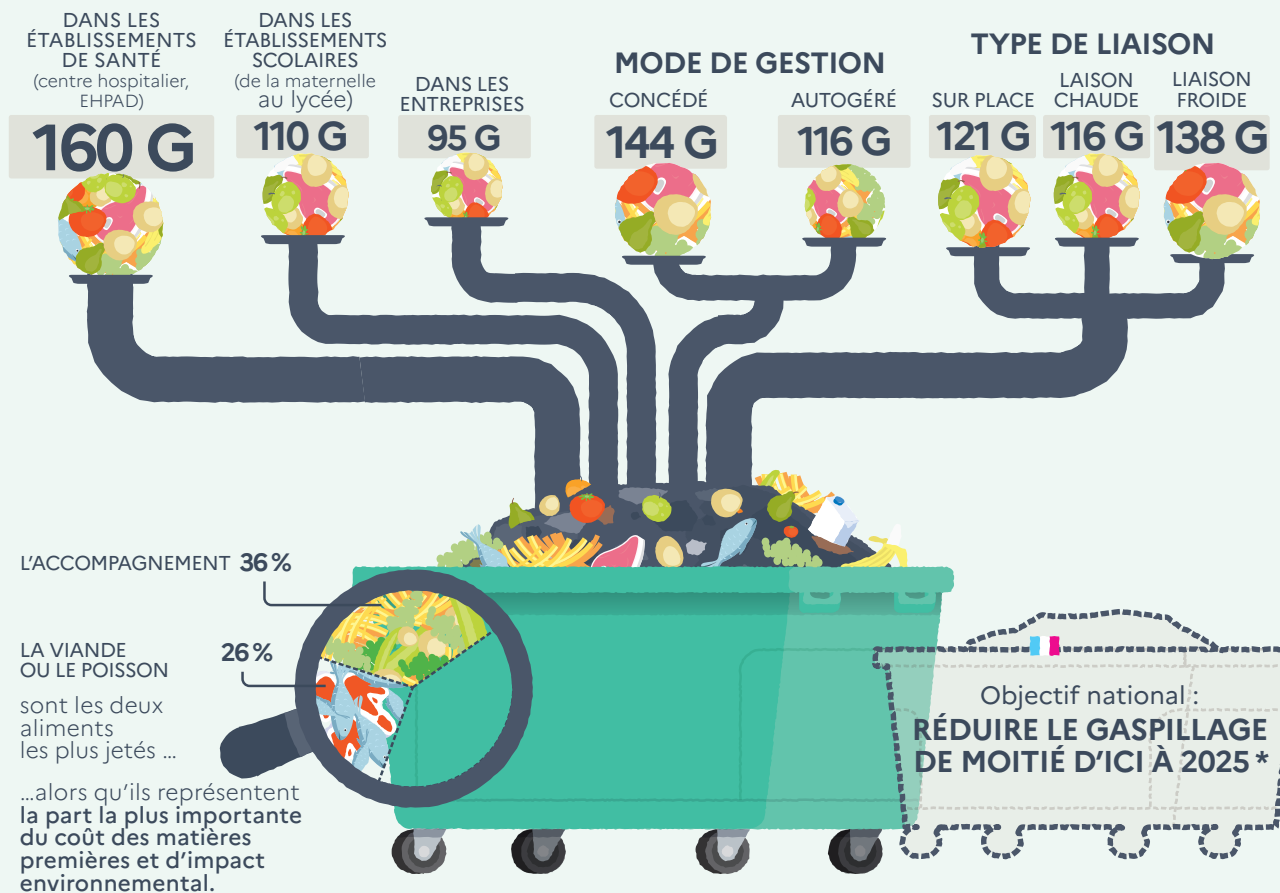 DANS LES
ÉTABLISSEMENTS
DE SANTÉ
(centre hospitalier,
EHPAD)
160 G
DANS LES
ÉTABLISSEMENTS
SCOLAIRES
(de la maternelle
au lycée)
110 G
DANS LES
ENTREPRISES
95 G
MODE DE GESTION
CONCÉDÉ
144 G
AUTOGÉRÉ
116 G
TYPE DE LIAISON
SUR PLACE
121 G
LAISON
CHAUDE
116 G
LIAISON
FROIDE
138 G
L'ACCOMPAGNEMENT 36 %
LA VIANDE
OU LE POISSON
26 %
sont les deux
aliments
les plus jetés ...
...alors qu'ils représentent
la part la plus importante
du coût des matières
premières et d'impact
environnemental.
Objectif national :
RÉDUIRE LE GASPILLAGE
DE MOITIÉ D'ICI À 2025 *